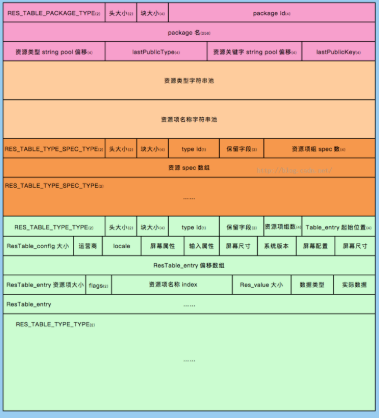 RES_TABLE_PACKAGE_TYPE(2) 头大小(2) 块大小(4) package id(4)
package 名(256)
资源类型 string pool 偏移(4) lastPublicType(4) 资源关键字 string pool 偏移(4) lastPublicKey(4)
资源类型字符串池
资源项名称字符串池
RES_TABLE_TYPE_SPEC_TYPE(2) 头大小(2) 块大小(4) type id(1) 保留字段(3) 资源项组 spec 数(4)
资源 spec 数组
RES_TABLE_TYPE_SPEC_TYPE(2)
......
RES_TABLE_TYPE_TYPE(2) 头大小(2) 块大小(4) type id(1) 保留字段(3) 资源项组数(4) Table_entry 起始位置(4)
ResTable_config 大小 运营商 locale 屏幕属性 输入属性 屏幕尺寸 系统版本 屏幕配置 屏幕尺寸
ResTable_entry 偏移数组
ResTable_entry 资源项大小 flags(2) 资源项名称 index Res_value 大小 数据类型 实际数据
ResTable_entry ......
RES_TABLE_TYPE_TYPE(2)
......